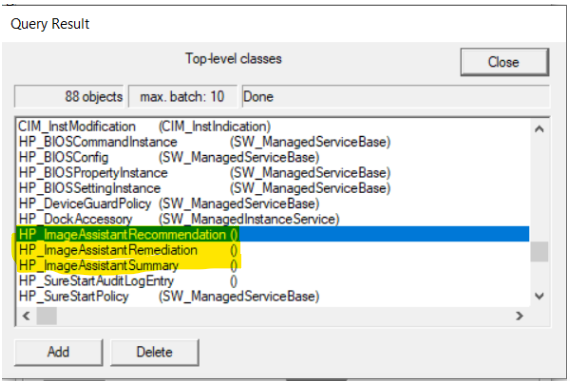 Query Result
Top-level classes
Close
88 objects max. batch: 10 Done
CIM_InstModification (CIM_InstIndication)
HP_BIOSCommandInstance (SW_ManagedServiceBase)
HP_BIOSConfig (SW_ManagedServiceBase)
HP_BIOSPropertyInstance (SW_ManagedServiceBase)
HP_BIOSSettingInstance (SW_ManagedServiceBase)
HP_DeviceGuardPolicy (SW_ManagedServiceBase)
HP_DockAccessory (SW_ManagedInstanceService)
HP_ImageAssistantRecommendation ()
HP_ImageAssistantRemediation ()
HP_ImageAssistantSummary ()
HP_SureStartAuditLogEntry ()
HP_SureStartPolicy (SW_ManagedServiceBase)
Add Delete